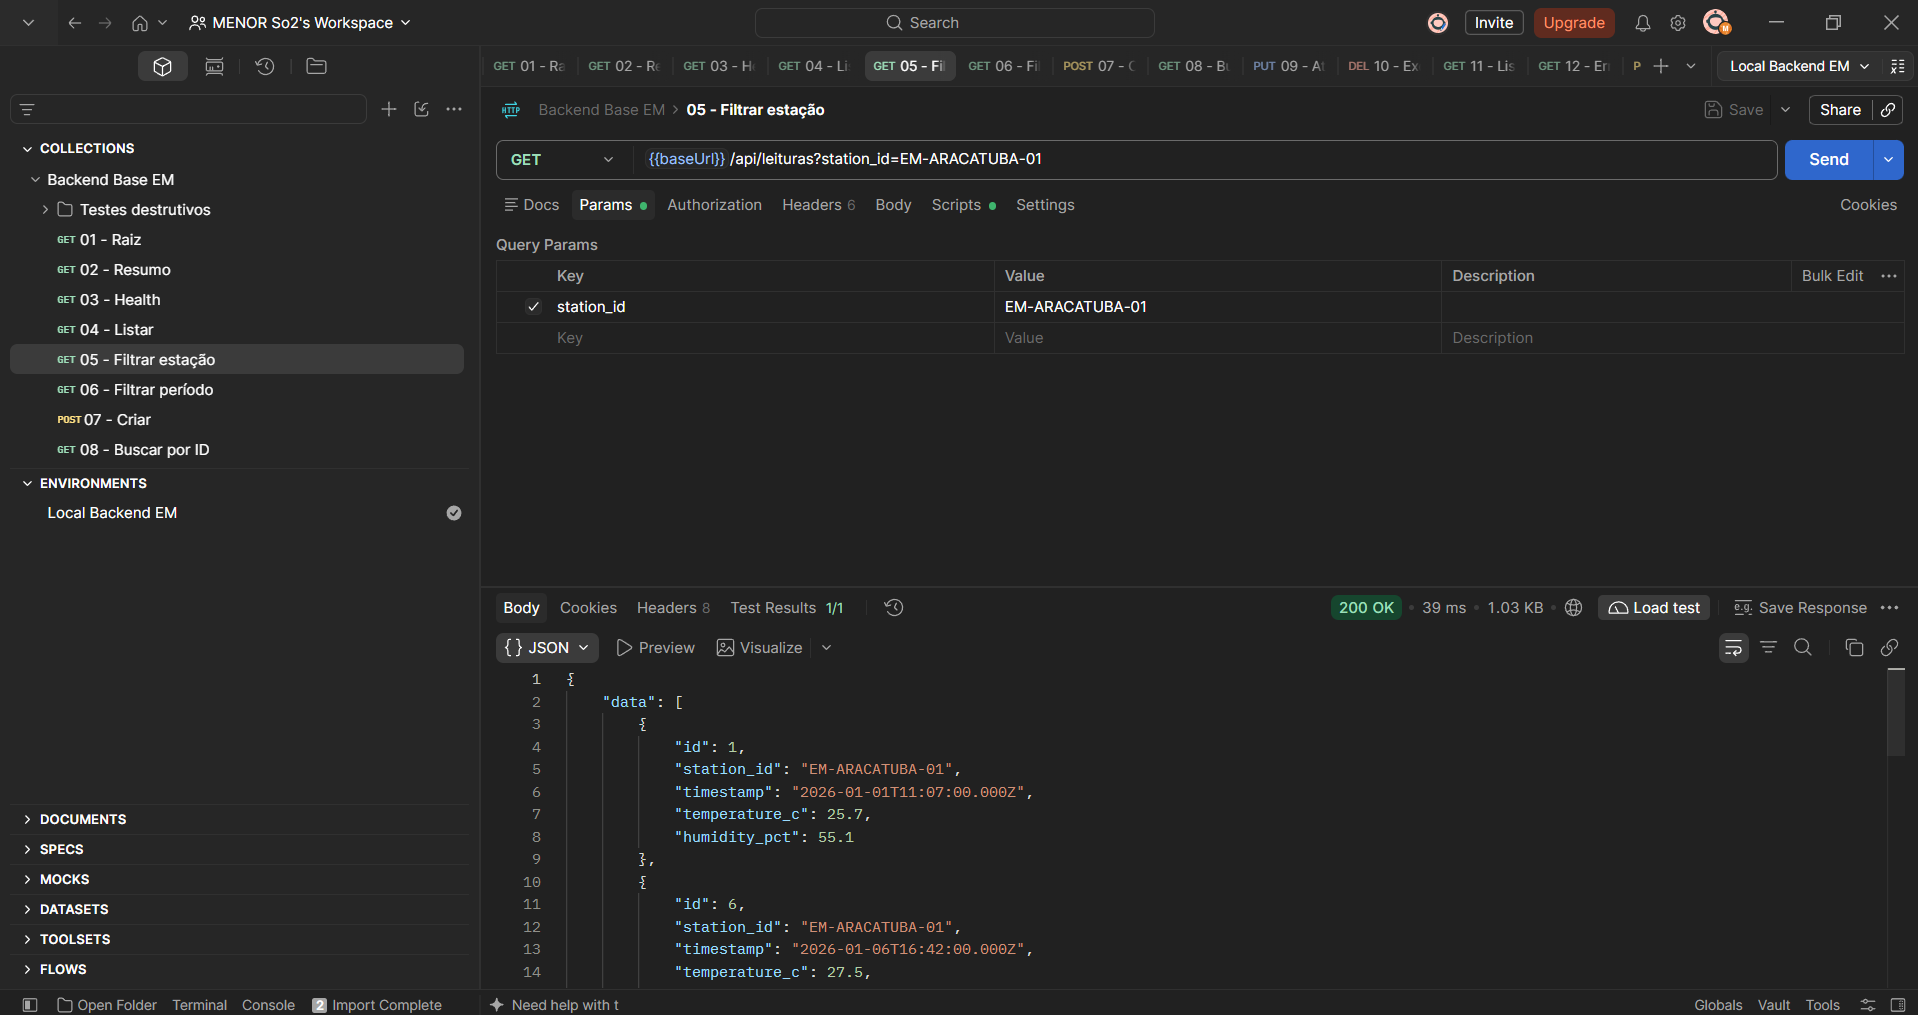 MENOR So2's Workspace
Search
Invite
Upgrade
GET 01 - Ra
GET 02 - Re
GET 03 - H
GET 04 - Li
GET 05 - Fil
GET 06 - Fil
POST 07 - C
GET 08 - Bu
PUT 09 - At
DEL 10 - Ex
GET 11 - Lis
GET 12 - Er
P
Local Backend EM
COLLECTIONS
Backend Base EM
Testes destrutivos
GET 01 - Raiz
GET 02 - Resumo
GET 03 - Health
GET 04 - Listar
GET 05 - Filtrar estação
GET 06 - Filtrar período
POST 07 - Criar
GET 08 - Buscar por ID
ENVIRONMENTS
Local Backend EM
DOCUMENTS
SPECS
MOCKS
DATASETS
TOOLSETS
FLOWS
HTTP Backend Base EM > 05 - Filtrar estação
Save
Share
GET
{{baseUrl}} /api/leituras?station_id=EM-ARACATUBA-01
Send
Docs Params Authorization Headers 6 Body Scripts Settings
Cookies
Query Params
Key Value Description Bulk Edit
station_id EM-ARACATUBA-01
Key Value Description
Body Cookies Headers 8 Test Results 1/1
200 OK • 39 ms • 1.03 KB
Load test
e.g. Save Response
{} JSON Preview Visualize
1 {
2 "data": [
3 {
4 "id": 1,
5 "station_id": "EM-ARACATUBA-01",
6 "timestamp": "2026-01-01T11:07:00.000Z",
7 "temperature_c": 25.7,
8 "humidity_pct": 55.1
9 },
10 {
11 "id": 6,
12 "station_id": "EM-ARACATUBA-01",
13 "timestamp": "2026-01-06T16:42:00.000Z",
14 "temperature_c": 27.5,
Open Folder Terminal Console 2 Import Complete
Need help with t
Globals Vault Tools